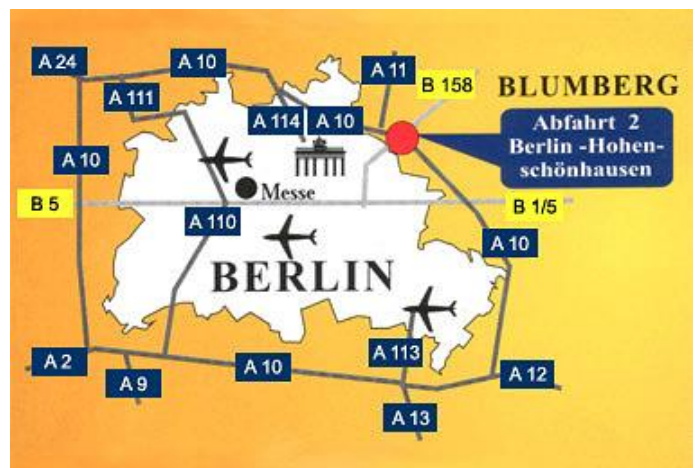 A 24
A 10
A 11
B 158
BLUMBERG
A 111
A 114
A 10
Abfahrt 2
Berlin -Hohen-
schönhausen
A 10
Messe
B 5
B 1/5
A 110
A 10
BERLIN
A 2
A 9
A 10
A 113
A 12
A 13